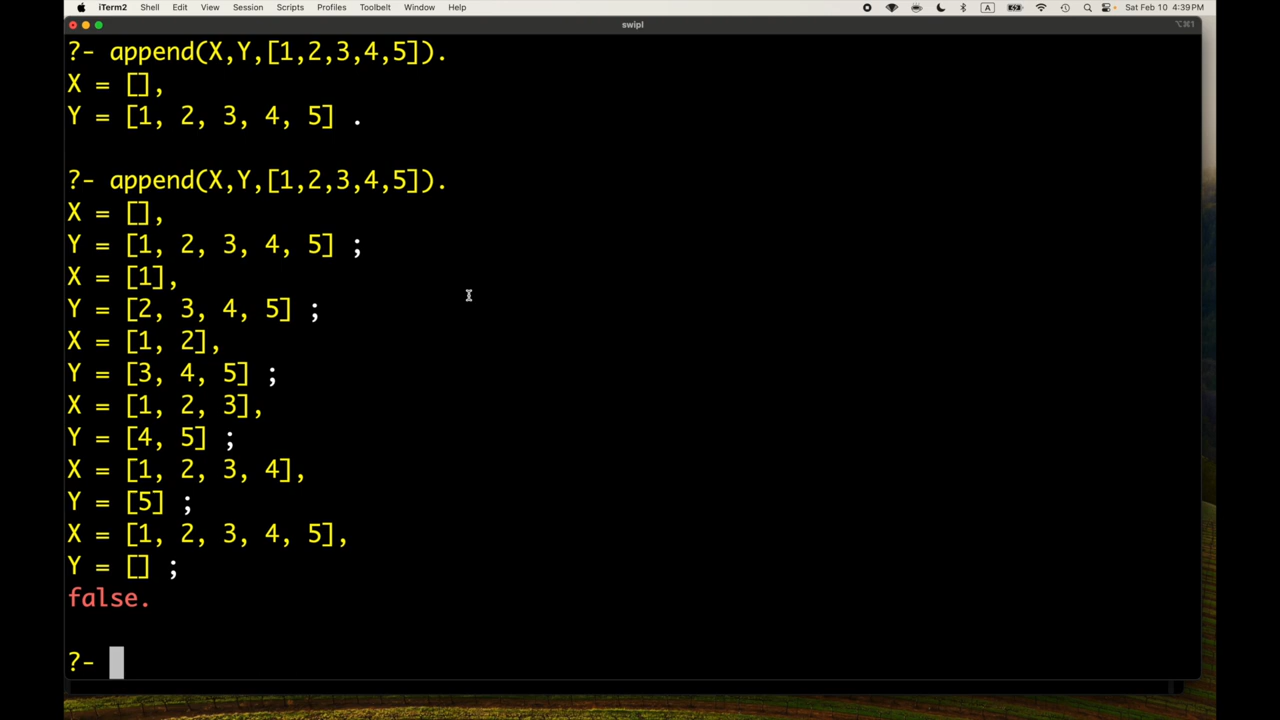 iTerm2 Shell Edit View Session Scripts Profiles Toolbelt Window Help A Sat Feb 10 4:39 PM
swipl ⌥⌘1
?- append(X,Y,[1,2,3,4,5]).
X = [],
Y = [1, 2, 3, 4, 5] .
?- append(X,Y,[1,2,3,4,5]).
X = [],
Y = [1, 2, 3, 4, 5] ;
X = [1],
Y = [2, 3, 4, 5] ;
X = [1, 2],
Y = [3, 4, 5] ;
X = [1, 2, 3],
Y = [4, 5] ;
X = [1, 2, 3, 4],
Y = [5] ;
X = [1, 2, 3, 4, 5],
Y = [] ;
false.
?-